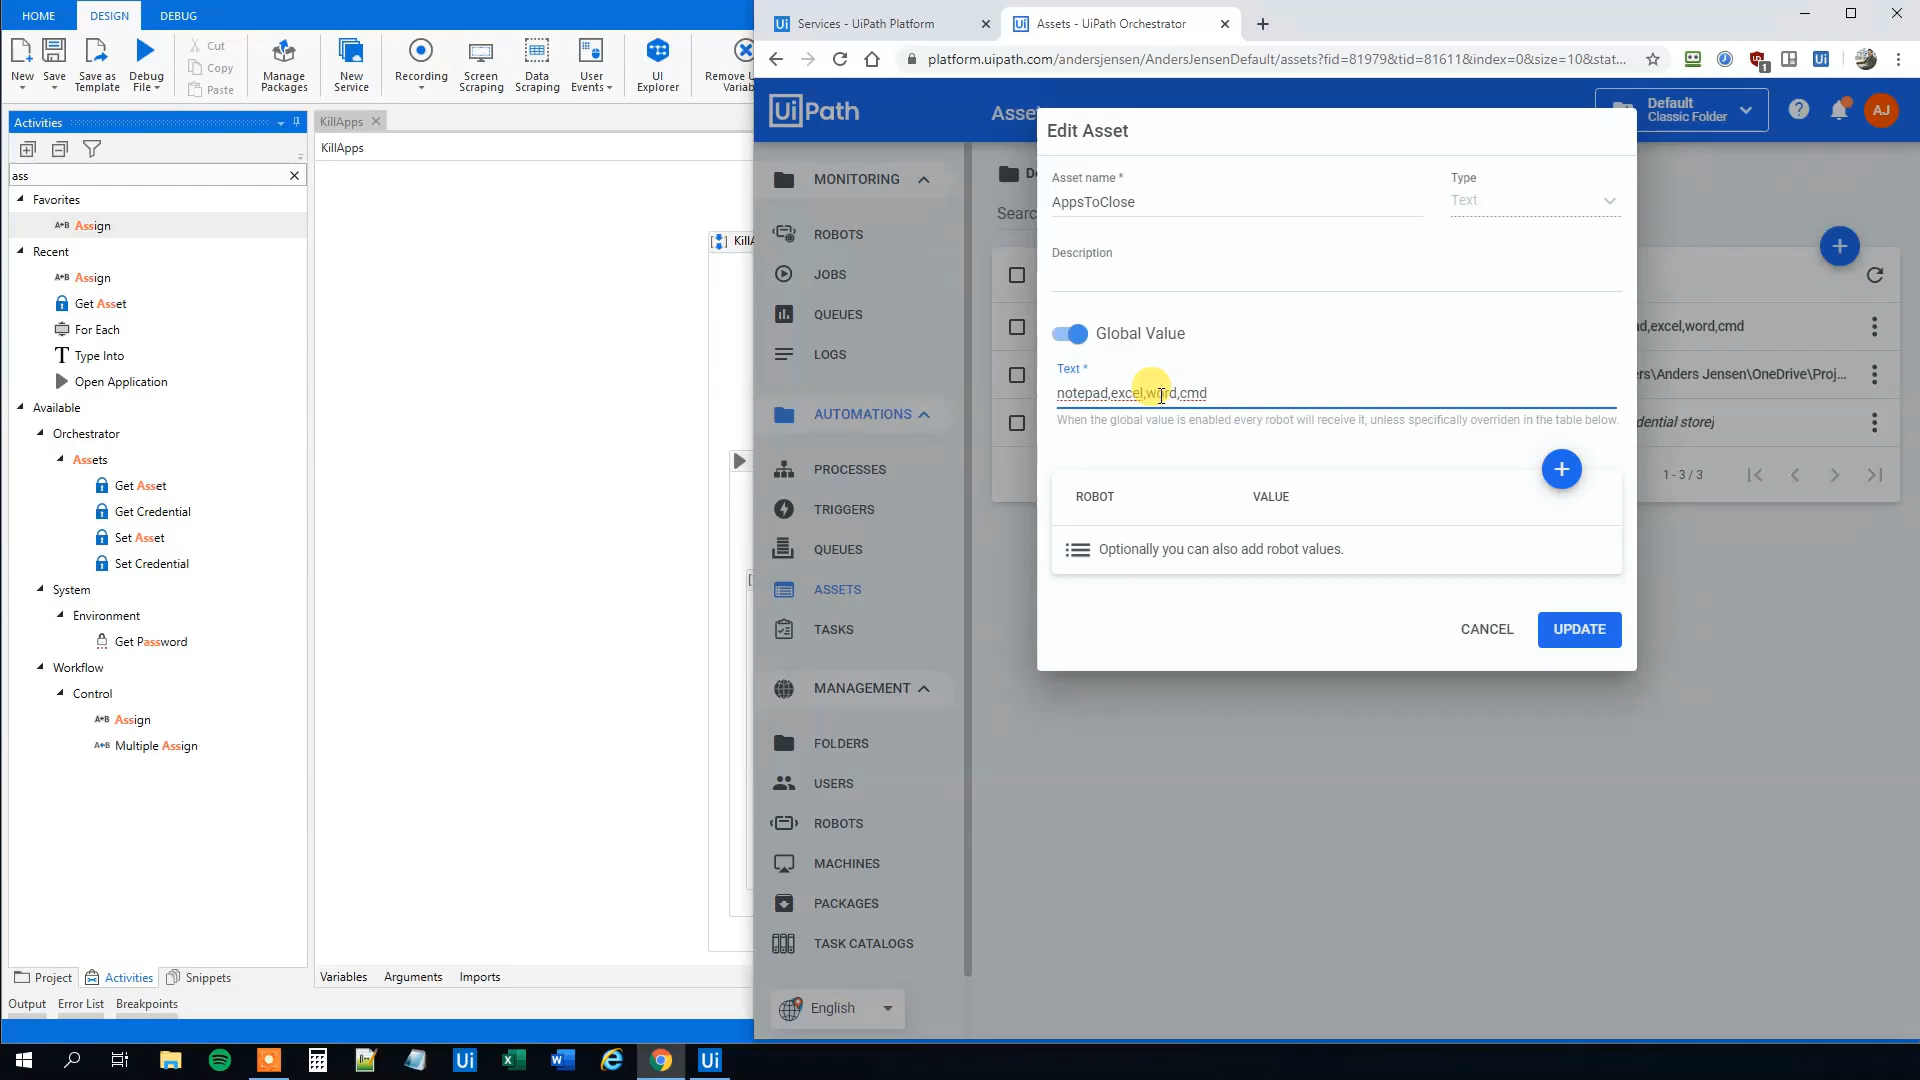 HOME DESIGN DEBUG
New Save Save as Template Debug File Cut Copy Paste Manage Packages New Service Recording Screen Scraping Data Scraping User Events UI Explorer
Activities
ass
Favorites
Assign
Recent
Assign
Get Asset
For Each
Type Into
Open Application
Available
Orchestrator
Assets
Get Asset
Get Credential
Set Asset
Set Credential
System
Environment
Get Password
Workflow
Control
Assign
Multiple Assign
Project Activities Snippets
Output Error List Breakpoints
KillApps
KillApps
Variables Arguments Imports
Services - UiPath Platform
Assets - UiPath Orchestrator
platform.uipath.com/andersjensen/AndersJensenDefault/assets?fid=81979&tid=81611&index=0&size=10&stat...
UiPath
Default
Classic Folder
AJ
MONITORING
ROBOTS
JOBS
QUEUES
LOGS
AUTOMATIONS
PROCESSES
TRIGGERS
QUEUES
ASSETS
TASKS
MANAGEMENT
FOLDERS
USERS
ROBOTS
MACHINES
PACKAGES
TASK CATALOGS
English
Edit Asset
Asset name *
AppsToClose
Type
Text
Description
Global Value
Text *
notepad,excel,word,cmd
When the global value is enabled every robot will receive it, unless specifically overriden in the table below.
ROBOT VALUE
Optionally you can also add robot values.
CANCEL UPDATE
1 - 3 / 3